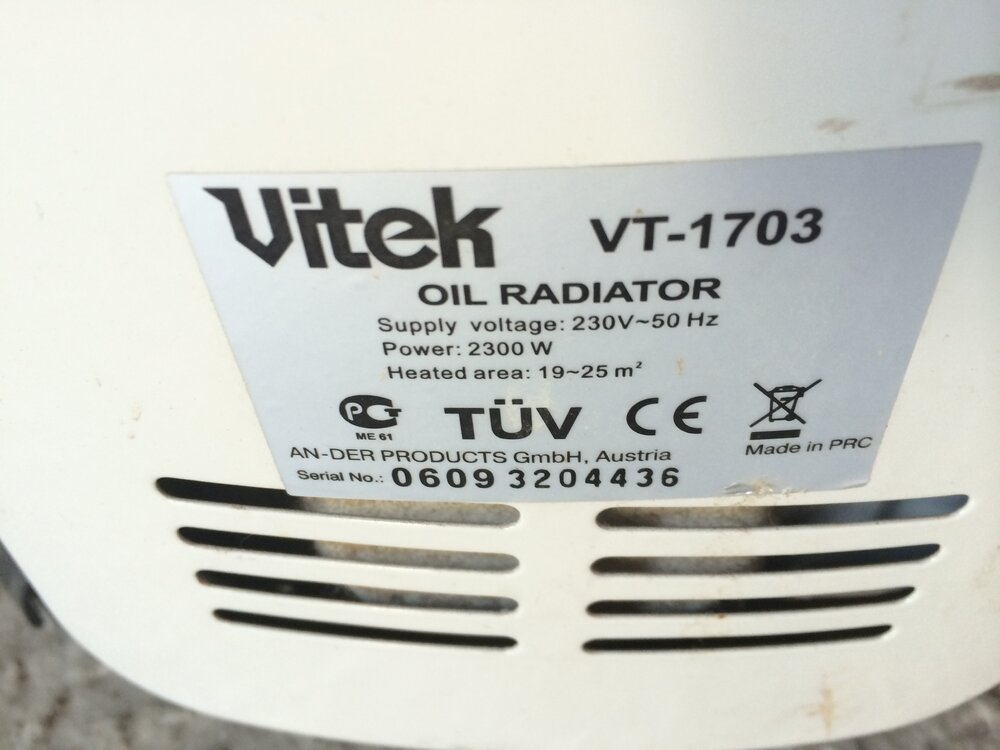 Vitek VT-1703
OIL RADIATOR
Supply voltage: 230V~50 Hz
Power: 2300 W
Heated area: 19~25 m²
РСТ TÜV CE
ME 61
Made in PRC
AN-DER PRODUCTS GmbH, Austria
Serial No.: 0609 3204436